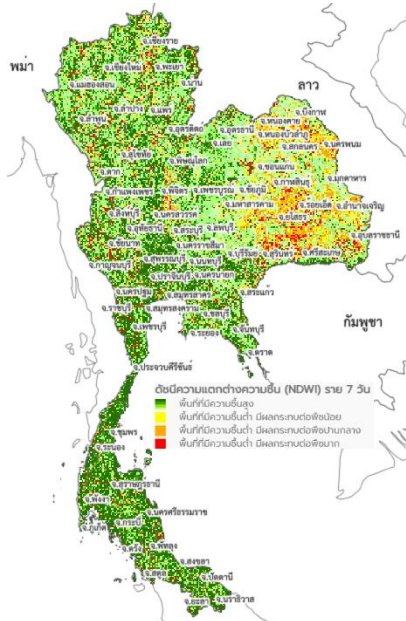 จ.เชียงราย
พม่า
จ.เชียงใหม่
จ.พะเยา
ลาว
จ.แม่ฮ่องสอน
จ.น่าน
จ.บึงกาฬ
จ.ลำปาง
จ.แพร่
จ.หนองคาย
จ.ลำพูน
จ.อุตรดิตถ์
จ.อุดรธานี
จ.หนองบัวลำภู
จ.เลย
จ.สกลนคร
จ.นครพนม
จ.สุโขทัย
จ.พิษณุโลก
จ.ขอนแก่น
จ.ตาก
จ.มุกดาหาร
จ.กำแพงเพชร
จ.พิจิตร
จ.เพชรบูรณ์
จ.ชัยภูมิ
จ.กาฬสินธุ์
จ.มหาสารคาม
จ.ร้อยเอ็ด
จ.อำนาจเจริญ
จ.สิงห์บุรี
จ.นครสวรรค์
จ.ยโสธร
จ.อุทัยธานี
จ.สระบุรี
จ.ลพบุรี
จ.อุบลราชธานี
จ.ชัยนาท
จ.นครราชสีมา
จ.บุรีรัมย์
จ.สุรินทร์
จ.ศรีสะเกษ
จ.สุพรรณบุรี
จ.นนทบุรี
จ.กาญจนบุรี
จ.ปราจีนบุรี
จ.นครนายก
จ.นครปฐม
จ.สมุทรสาคร
จ.สระแก้ว
จ.ราชบุรี
จ.สมุทรสงคราม
จ.ชลบุรี
กัมพูชา
จ.เพชรบุรี
จ.ระยอง
จ.จันทบุรี
จ.ตราด
จ.ประจวบคีรีขันธ์
ดัชนีความแตกต่างความชื้น (NDWI) ราย 7 วัน
พื้นที่ที่มีความชื้นสูง
พื้นที่ที่มีความชื้นต่ำ มีผลกระทบต่อพืชน้อย
พื้นที่ที่มีความชื้นต่ำ มีผลกระทบต่อพืชปานกลาง
พื้นที่ที่มีความชื้นต่ำ มีผลกระทบต่อพืชมาก
จ.ชุมพร
จ.ระนอง
จ.สุราษฎร์ธานี
จ.พังงา
จ.นครศรีธรรมราช
จ.ภูเก็ต
จ.กระบี่
จ.ตรัง
จ.พัทลุง
จ.สงขลา
จ.สตูล
จ.ปัตตานี
จ.ยะลา
จ.นราธิวาส